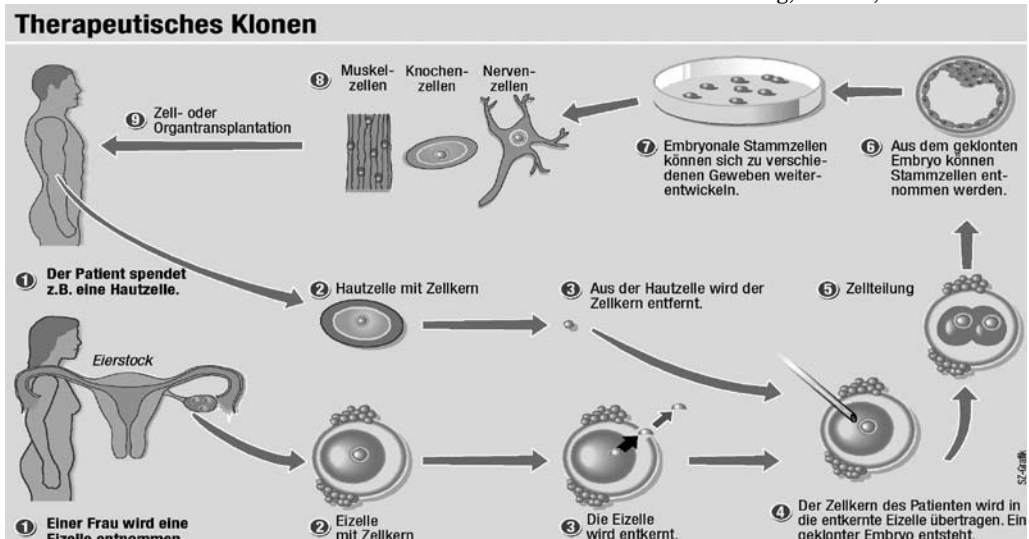 Therapeutisches Klonen
8 Muskel-
zellen
Knochen-
zellen
Nerven-
zellen
9 Zell- oder
Organtransplantation
7 Embryonale Stammzellen
können sich zu verschie-
denen Geweben weiter-
entwickeln.
6 Aus dem geklonten
Embryo können
Stammzellen ent-
nommen werden.
1 Der Patient spendet
z.B. eine Hautzelle.
2 Hautzelle mit Zellkern
3 Aus der Hautzelle wird der
Zellkern entfernt.
5 Zellteilung
Eierstock
1 Einer Frau wird eine
Eizelle entnommen
2 Eizelle
mit Zellkern
3 Die Eizelle
wird entkernt.
4 Der Zellkern des Patienten wird in
die entkernte Eizelle übertragen. Ein
geklonter Embryo entsteht.
SZ-Grafik